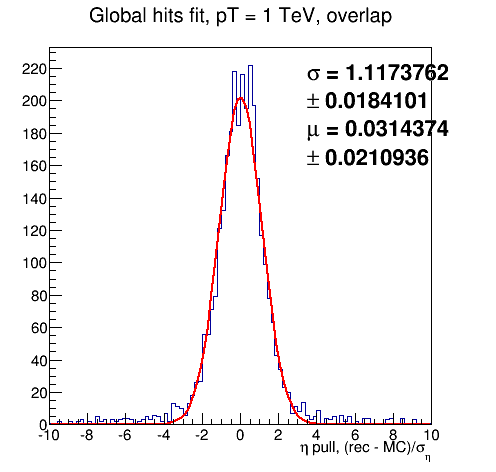 Global hits fit, pT = 1 TeV, overlap
220
200
180
160
140
120
100
80
60
40
20
0
σ = 1.1173762
± 0.0184101
μ = 0.0314374
± 0.0210936
-10 -8 -6 -4 -2 0 2 4 6 8 10
η pull, (rec - MC)/σ_η